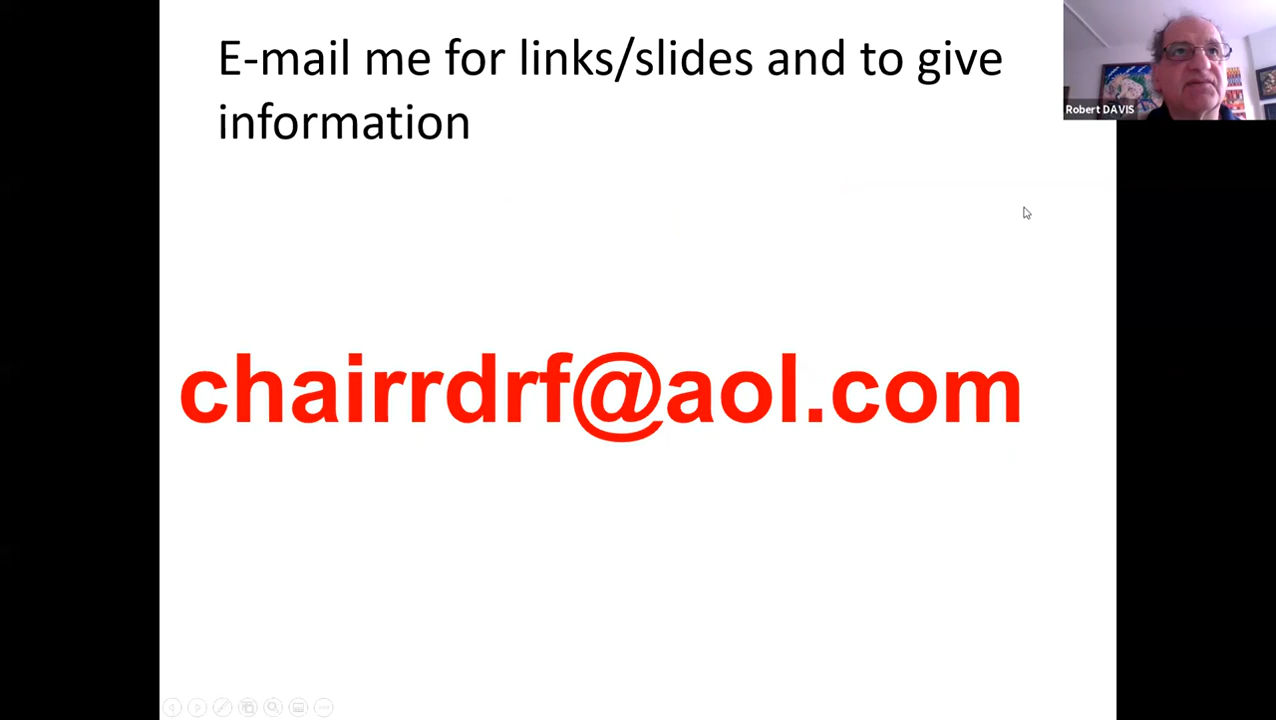 E-mail me for links/slides and to give
information
Robert DAVIS
chairrdrf@aol.com